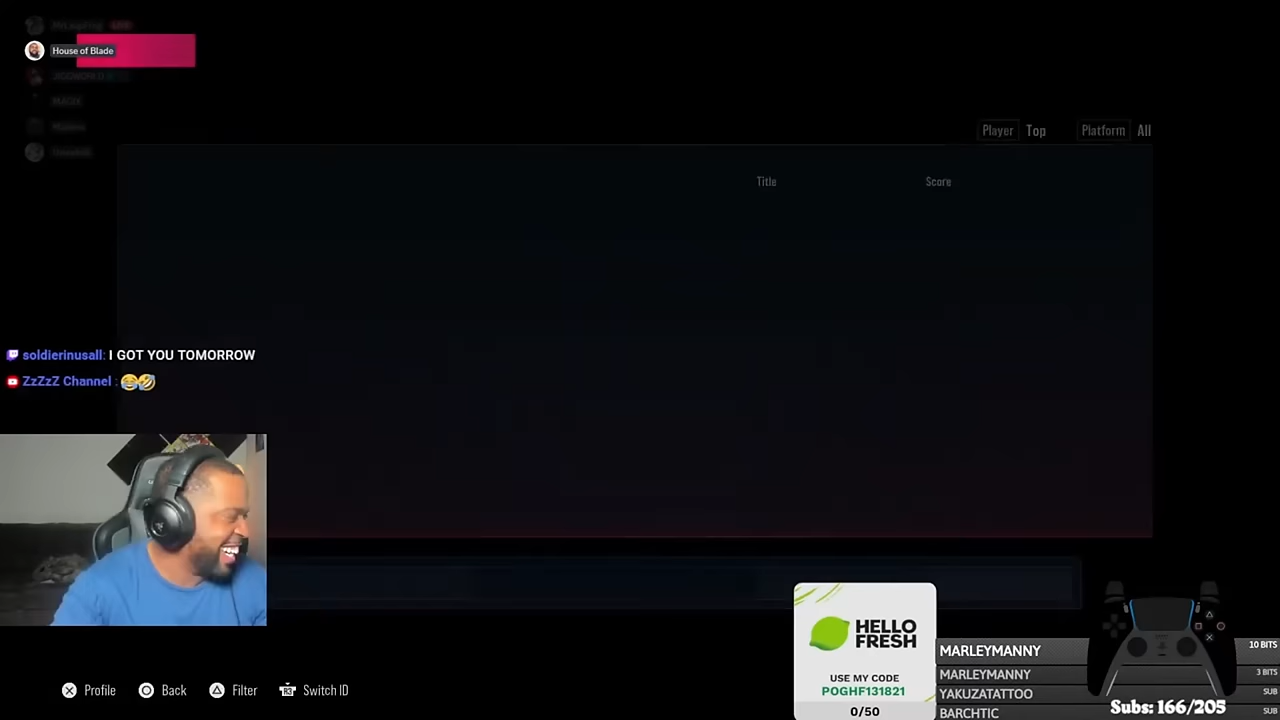 LIVE
House of Blade
Player Top Platform All
Title Score
soldierinusall: I GOT YOU TOMORROW
ZzZzZ Channel : 😂🤣
HELLO
FRESH
USE MY CODE
POGHF131821
0/50
MARLEYMANNY 10 BITS
MARLEYMANNY 3 BITS
YAKUZATATTOO SUB
BARCHTIC SUB
Subs: 166/205
Profile Back Filter Switch ID